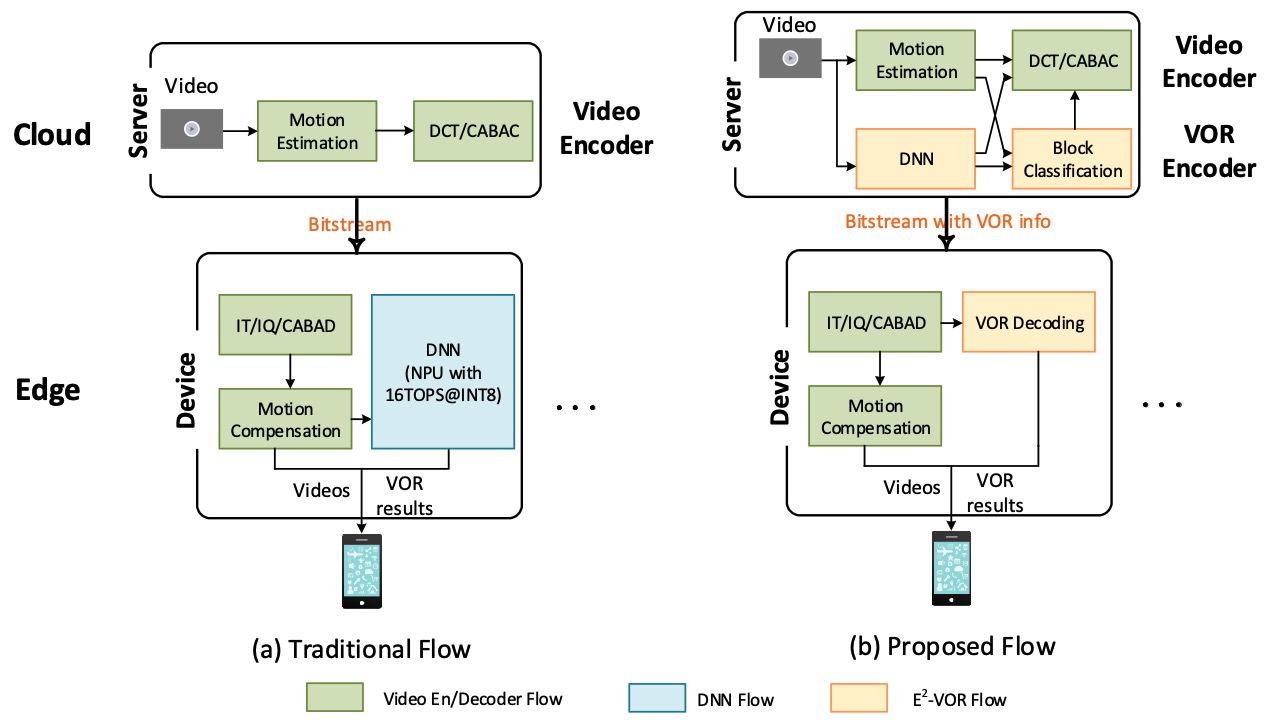 Cloud
Server
Video
Motion
Estimation
DCT/CABAC
Video
Encoder
Bitstream
Edge
Device
IT/IQ/CABAD
Motion
Compensation
DNN
(NPU with
16TOPS@INT8)
...
Videos
VOR
results
(a) Traditional Flow
Server
Video
Motion
Estimation
DCT/CABAC
DNN
Block
Classification
Video
Encoder
VOR
Encoder
Bitstream with VOR info
Device
IT/IQ/CABAD
VOR Decoding
Motion
Compensation
...
Videos
VOR
results
(b) Proposed Flow
Video En/Decoder Flow
DNN Flow
E²-VOR Flow